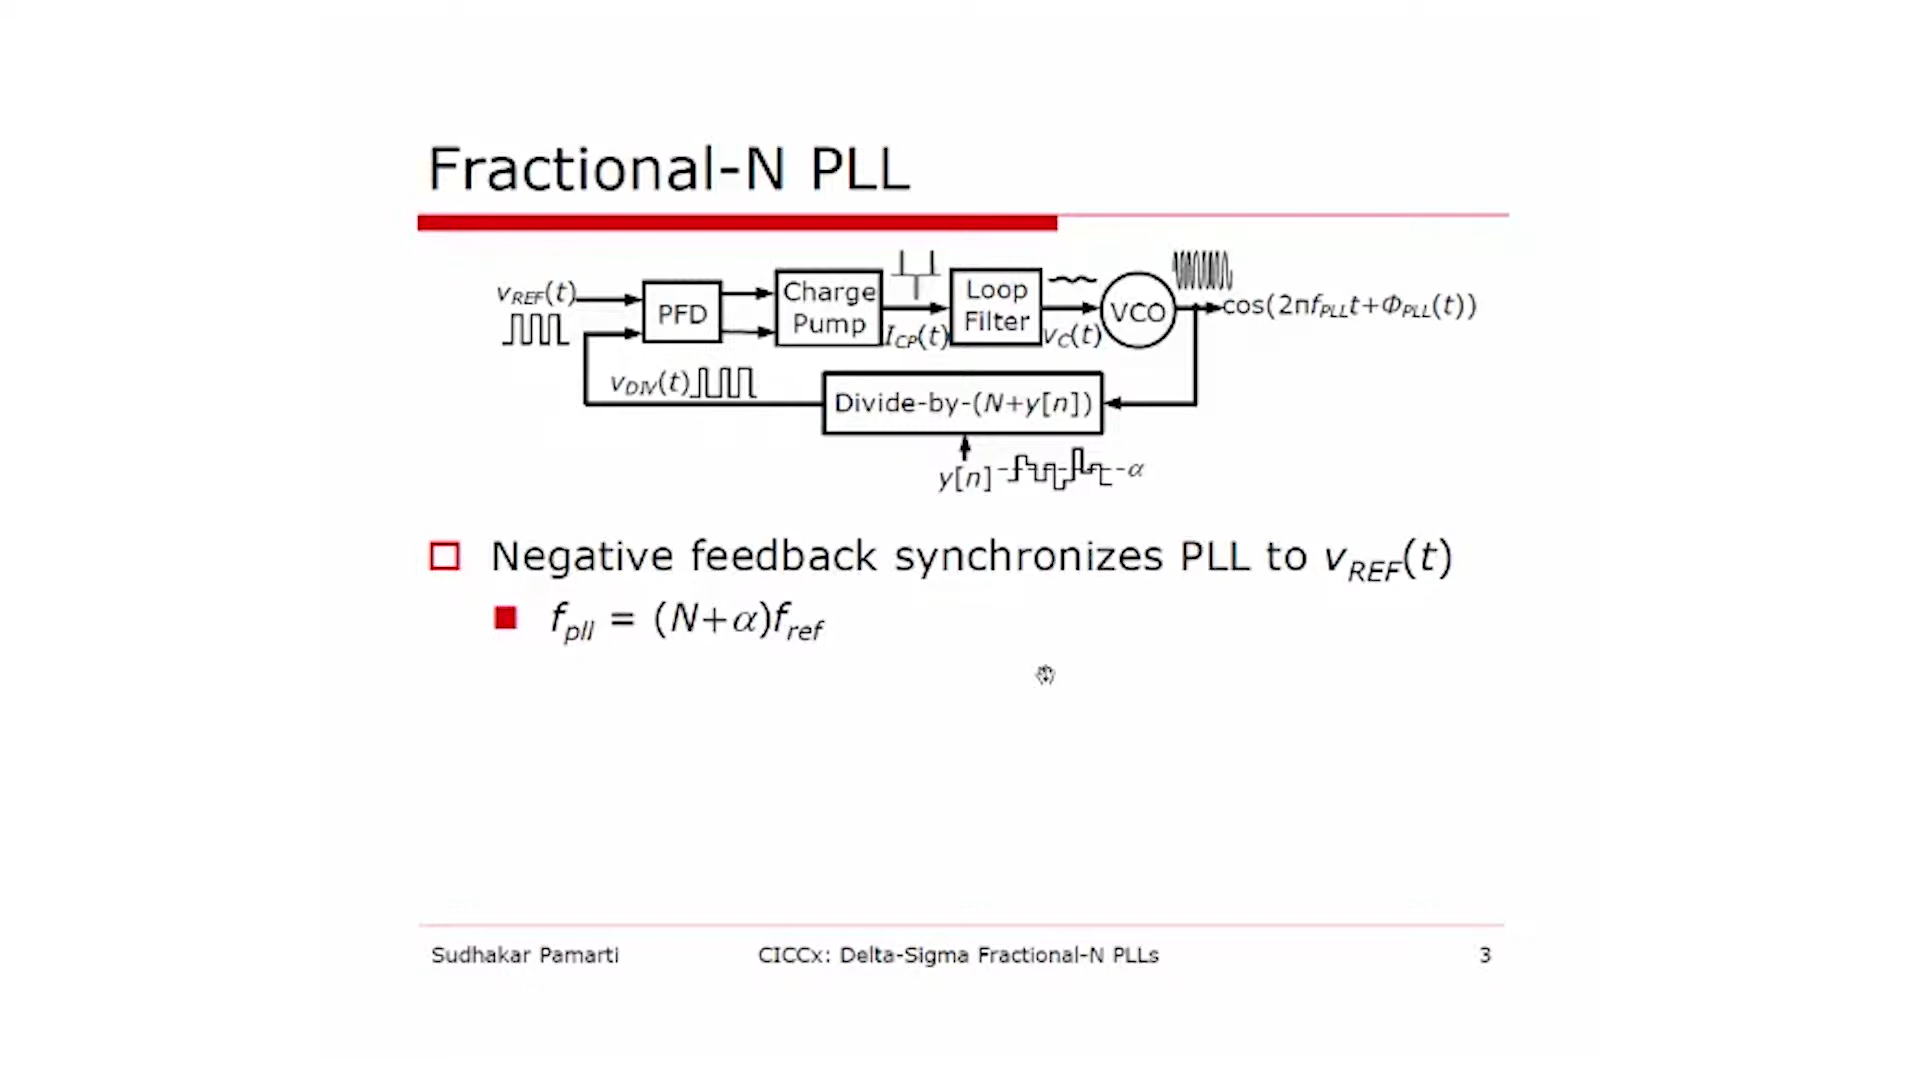 Fractional-N PLL
v_REF(t)
PFD
Charge
Pump
I_CP(t)
Loop
Filter
v_C(t)
VCO
cos(2πf_PLLt+Φ_PLL(t))
v_DIV(t)
Divide-by-(N+y[n])
y[n]
α
Negative feedback synchronizes PLL to v_REF(t)
f_pll = (N+α)f_ref
Sudhakar Pamarti
CICCx: Delta-Sigma Fractional-N PLLs
3